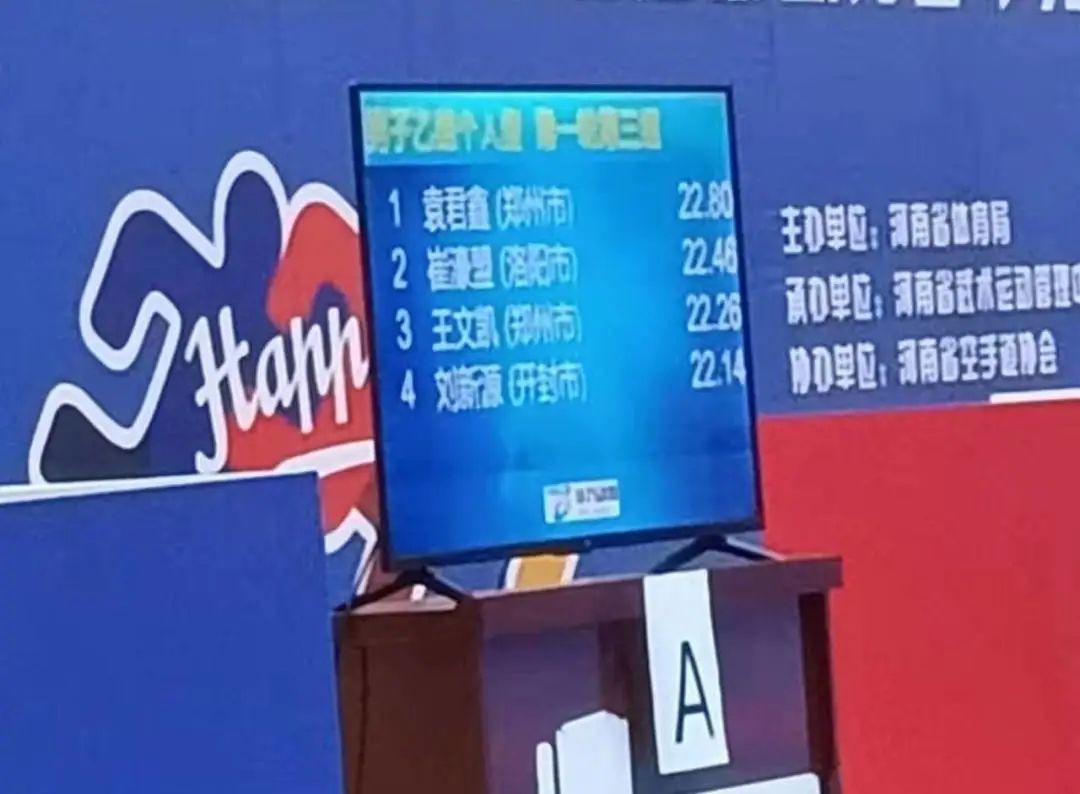 男子乙组个人型 第一轮第三组
1 袁君鑫 (郑州市) 22.80
2 崔灏盟 (洛阳市) 22.46
3 王文凯 (郑州市) 22.26
4 刘新源 (开封市) 22.14
Happ
主办单位：河南省体育局
承办单位：河南省武术运动管理中
协办单位：河南省空手道协会
A